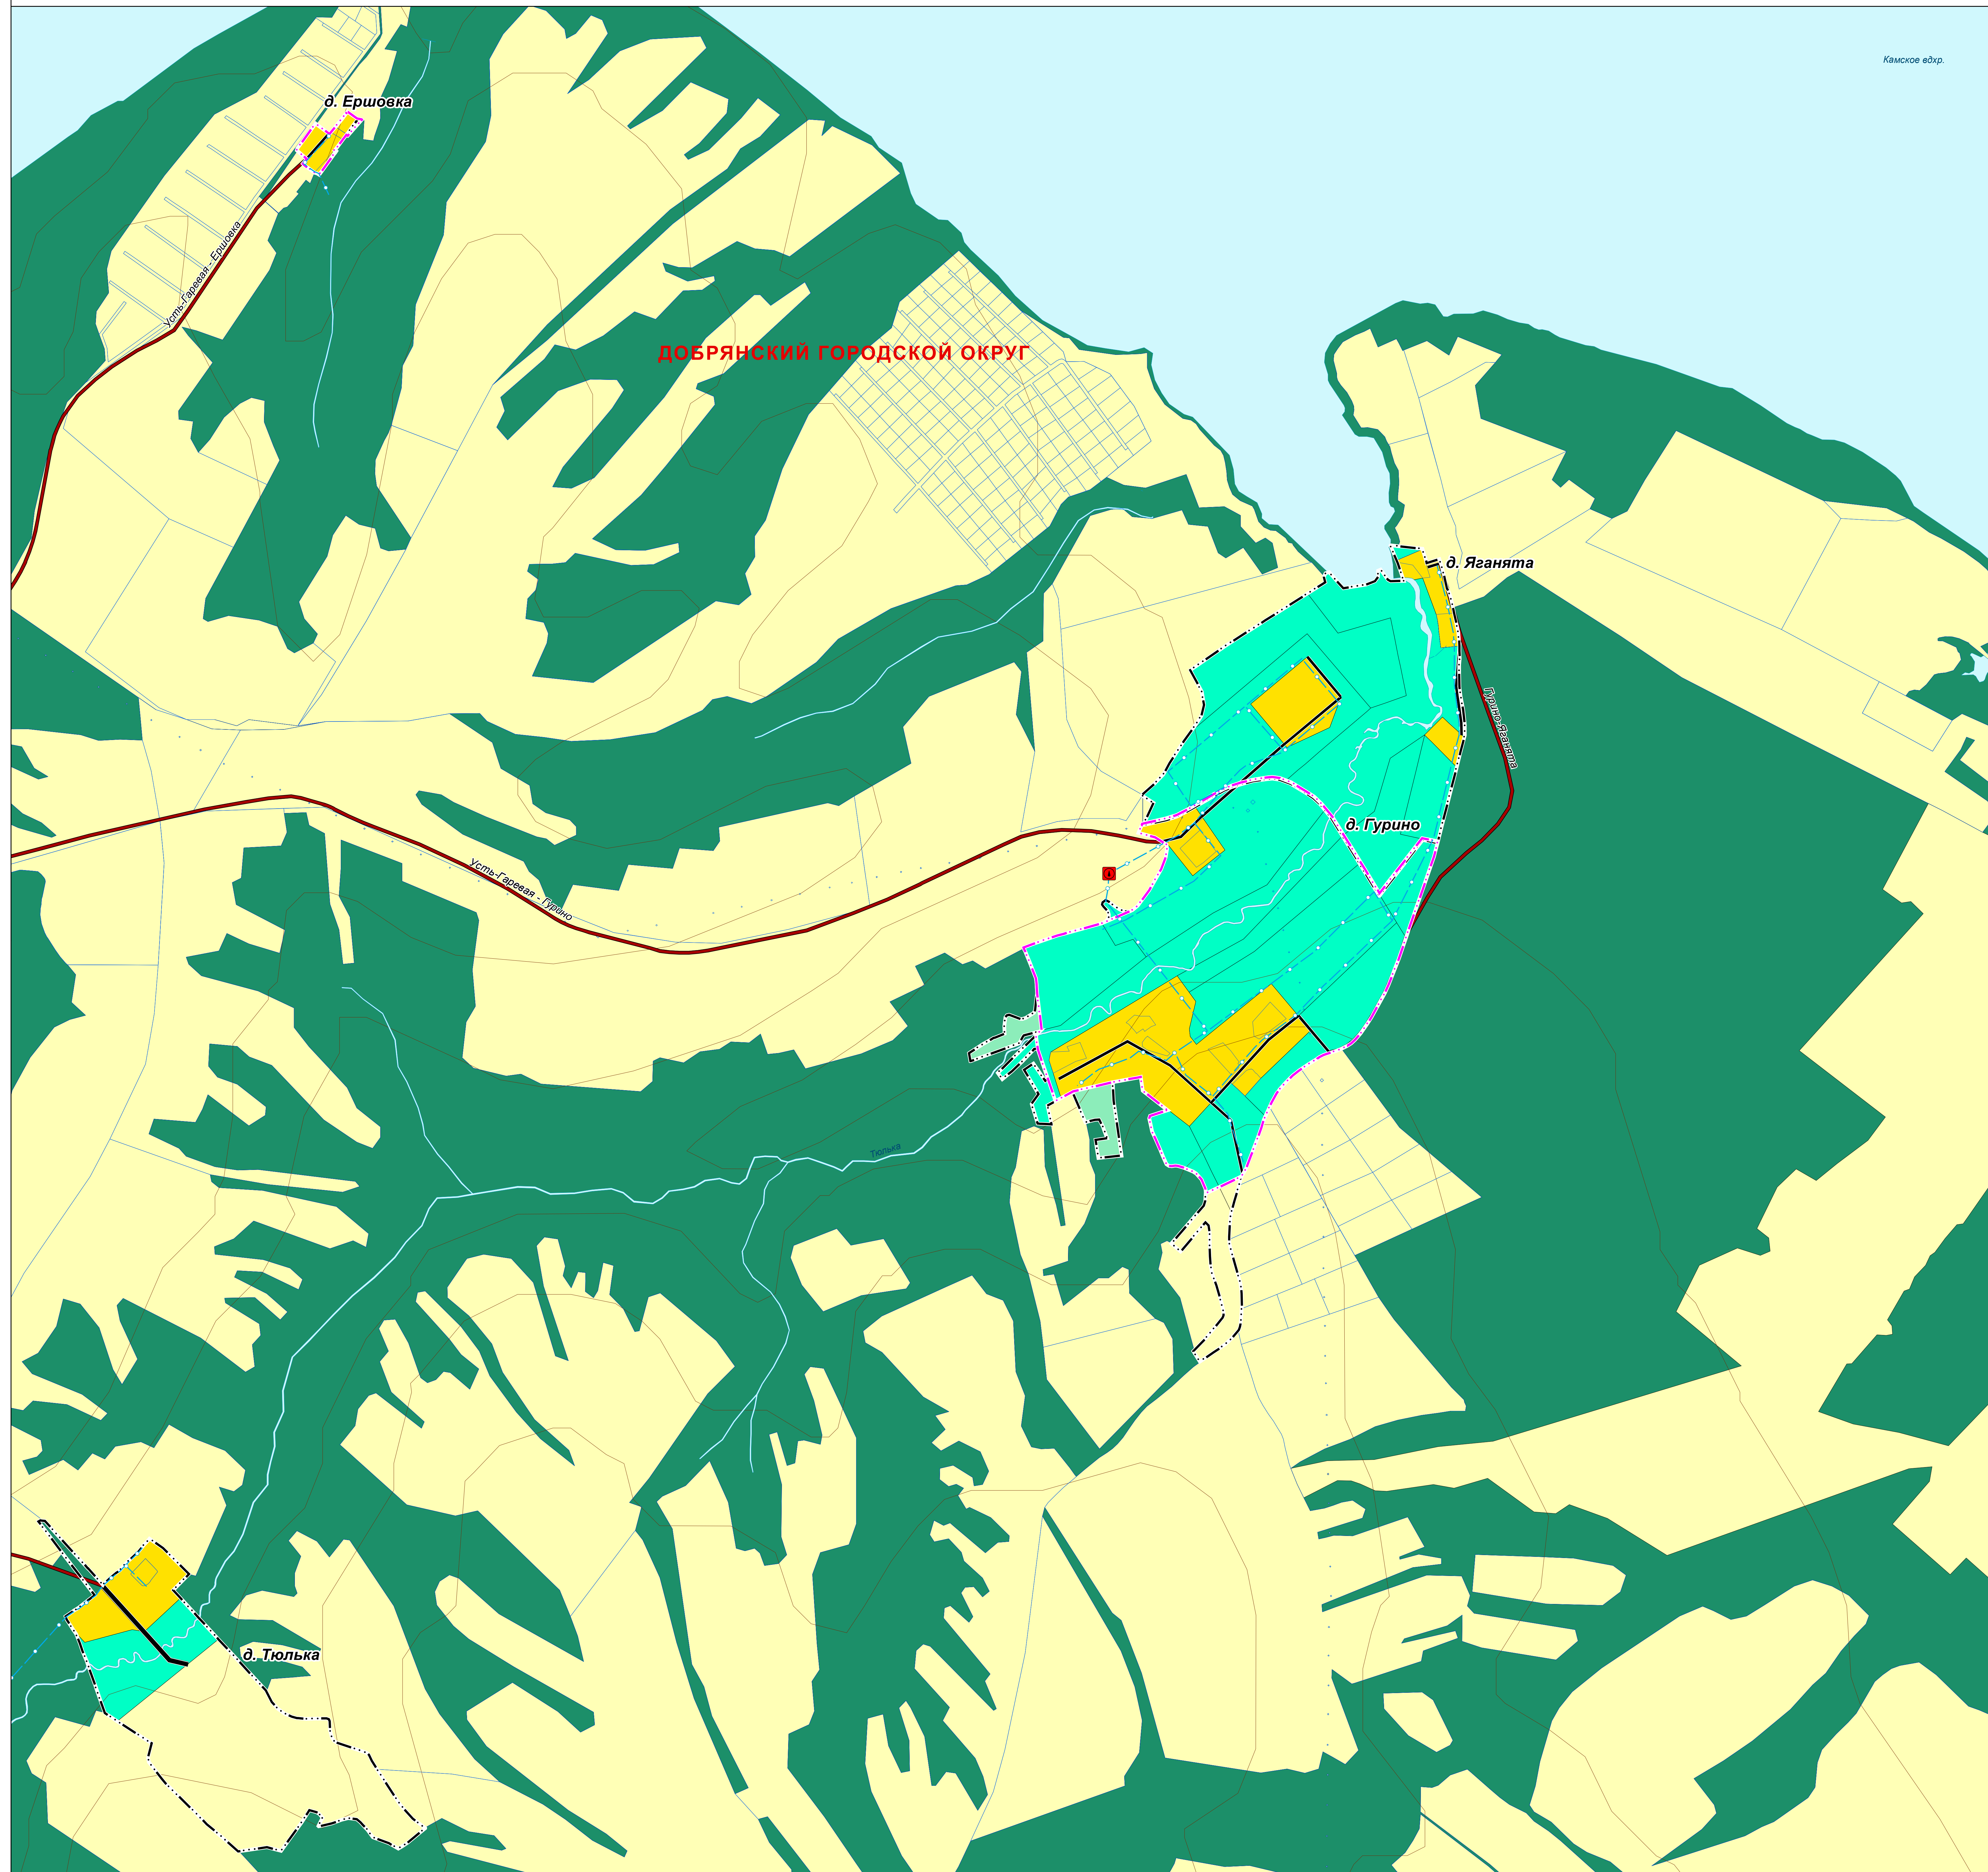 Камское вдхр.
д. Ершовка
Усть-Гаревая - Ершовка
ДОБРЯНСКИЙ ГОРОДСКОЙ ОКРУГ
д. Яганята
Гурино-Яганята
д. Гурино
Усть-Гаревая - Гурино
Тюлька
д. Тюлька